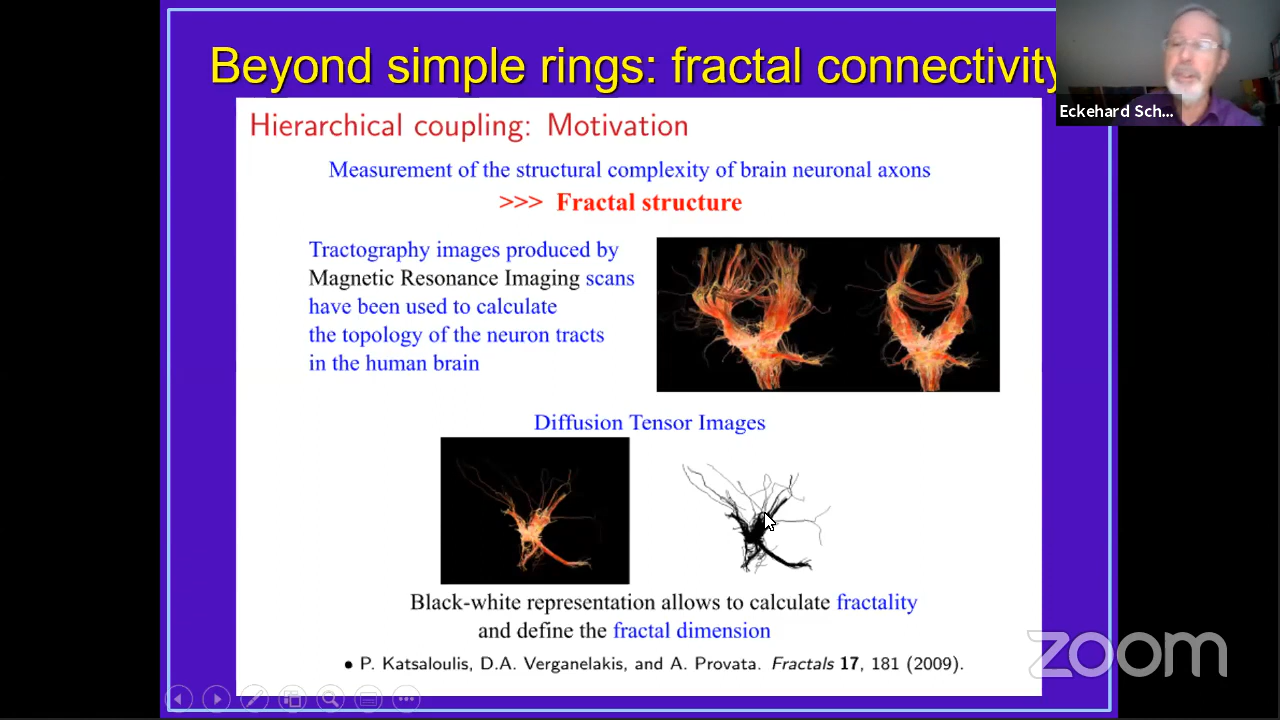 Beyond simple rings: fractal connectivity
Eckehard Sch...
Hierarchical coupling: Motivation
Measurement of the structural complexity of brain neuronal axons
>>> Fractal structure
Tractography images produced by
Magnetic Resonance Imaging scans
have been used to calculate
the topology of the neuron tracts
in the human brain
Diffusion Tensor Images
Black-white representation allows to calculate fractality
and define the fractal dimension
• P. Katsaloulis, D.A. Verganelakis, and A. Provata. Fractals 17, 181 (2009).
zoom